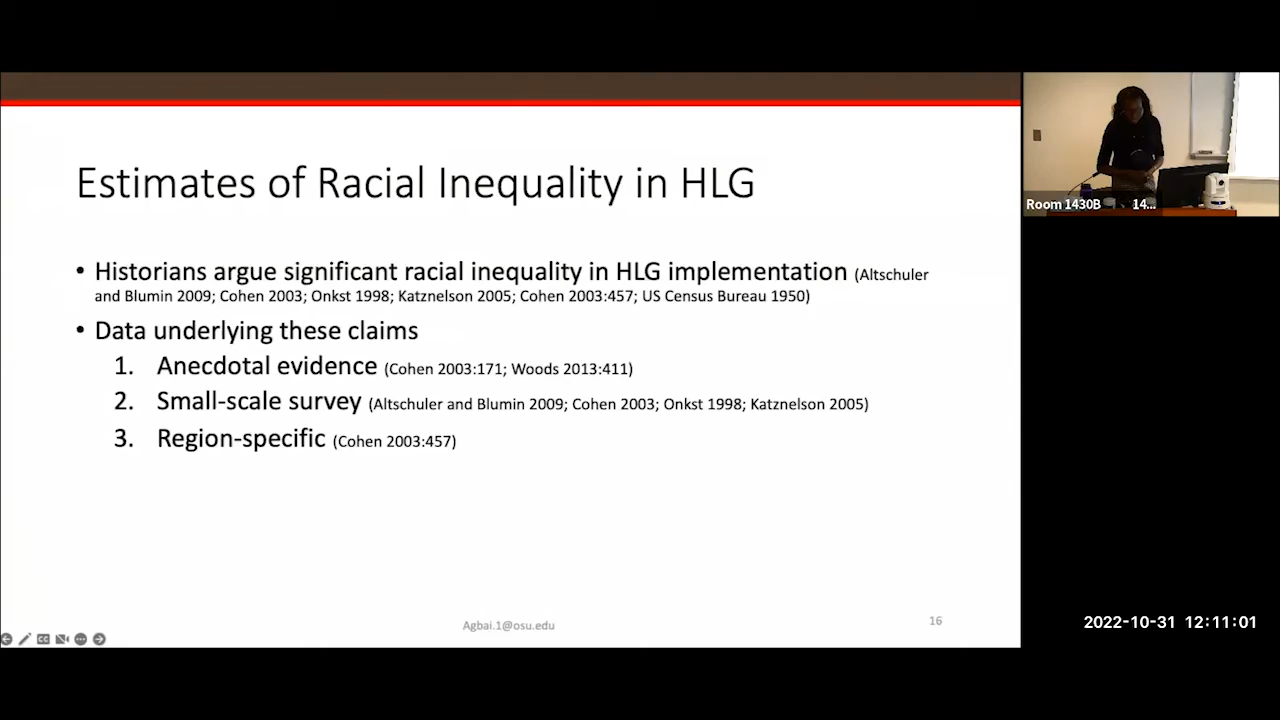 Estimates of Racial Inequality in HLG
• Historians argue significant racial inequality in HLG implementation (Altschuler
and Blumin 2009; Cohen 2003; Onkst 1998; Katznelson 2005; Cohen 2003:457; US Census Bureau 1950)
• Data underlying these claims
1. Anecdotal evidence (Cohen 2003:171; Woods 2013:411)
2. Small-scale survey (Altschuler and Blumin 2009; Cohen 2003; Onkst 1998; Katznelson 2005)
3. Region-specific (Cohen 2003:457)
Agbai.1@osu.edu
16
CC
Room 1430B 14...
2022-10-31 12:11:01